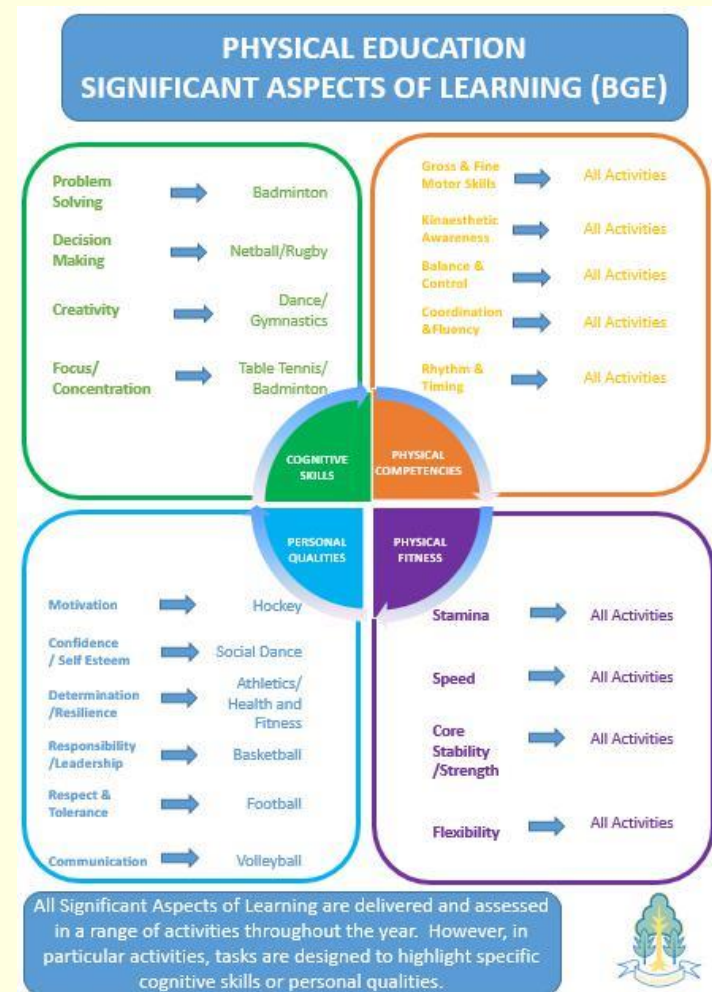 PHYSICAL EDUCATION
SIGNIFICANT ASPECTS OF LEARNING (BGE)
Problem
Solving
Badminton
Decision
Making
Netball/Rugby
Creativity
Dance/
Gymnastics
Focus/
Concentration
Table Tennis/
Badminton
Gross & Fine
Motor Skills
All Activities
Kinaesthetic
Awareness
All Activities
Balance &
Control
All Activities
Coordination
&Fluency
All Activities
Rhythm &
Timing
All Activities
COGNITIVE
SKILLS
PHYSICAL
COMPETENCIES
PERSONAL
QUALITIES
PHYSICAL
FITNESS
Motivation
Hockey
Confidence
/ Self Esteem
Social Dance
Determination
/Resilience
Athletics/
Health and
Fitness
Responsibility
/Leadership
Basketball
Respect &
Tolerance
Football
Communication
Volleyball
Stamina
All Activities
Speed
All Activities
Core
Stability
/Strength
All Activities
Flexibility
All Activities
All Significant Aspects of Learning are delivered and assessed
in a range of activities throughout the year. However, in
particular activities, tasks are designed to highlight specific
cognitive skills or personal qualities.